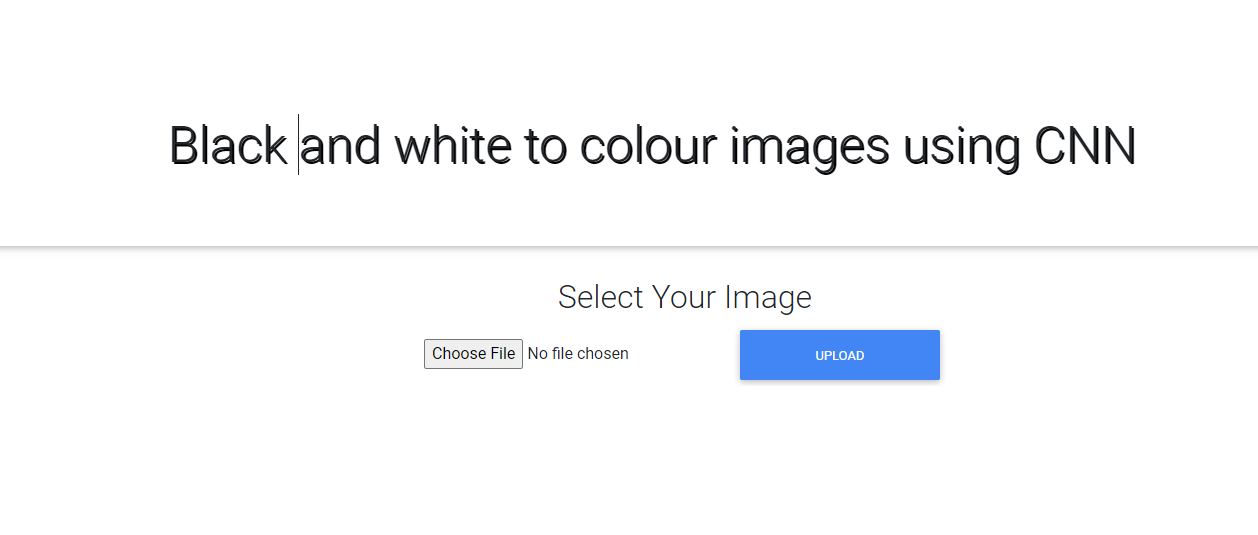 Black and white to colour images using CNN
Select Your Image
Choose File No file chosen
UPLOAD